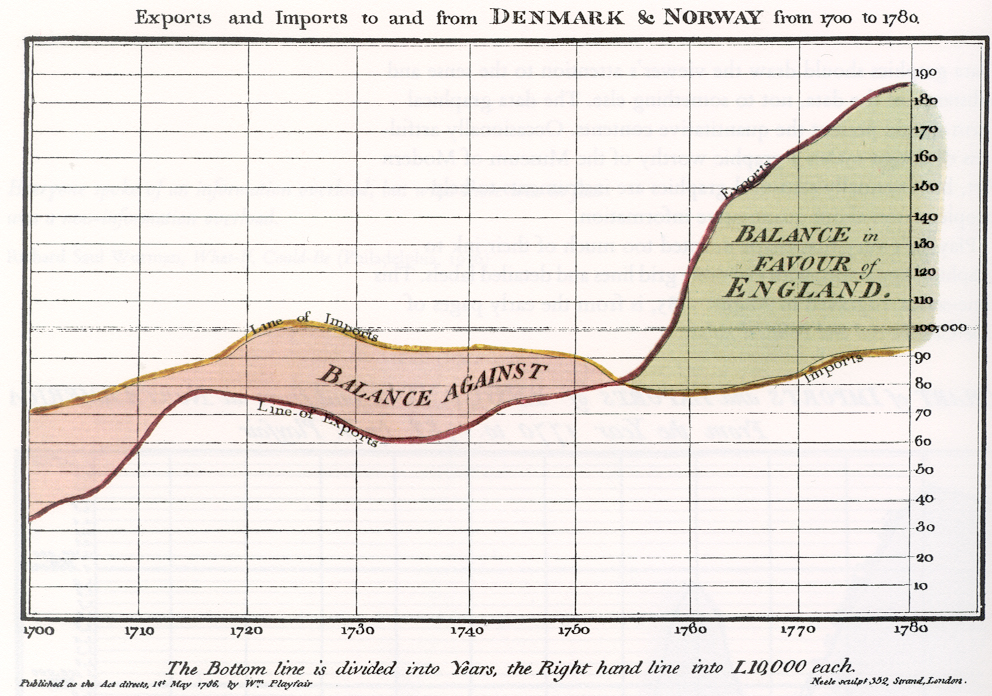 Exports and Imports to and from DENMARK & NORWAY from 1700 to 1780.
190
180
170
160
150
140
130
120
110
100,000
90
80
70
60
50
40
30
20
10
Exports
BALANCE in
FAVOUR of
ENGLAND.
Line of Imports
BALANCE AGAINST
Imports
Line of Exports
1700 1710 1720 1730 1740 1750 1760 1770 1780
The Bottom line is divided into Years, the Right hand line into L10,000 each.
Published as the Act directs, 1st May 1786, by Wm. Playfair
Neele sculpt 352, Strand, London.